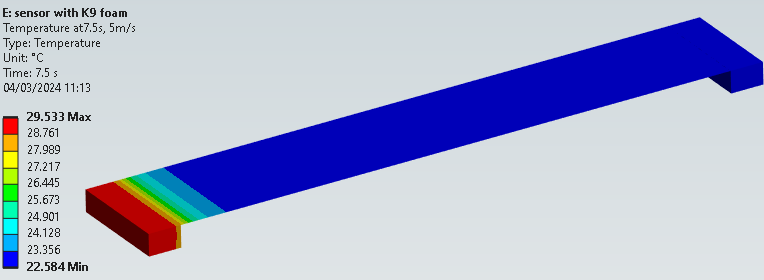 E: sensor with K9 foam
Temperature at7.5s, 5m/s
Type: Temperature
Unit: °C
Time: 7.5 s
04/03/2024 11:13
29.533 Max
28.761
27.989
27.217
26.445
25.673
24.901
24.128
23.356
22.584 Min